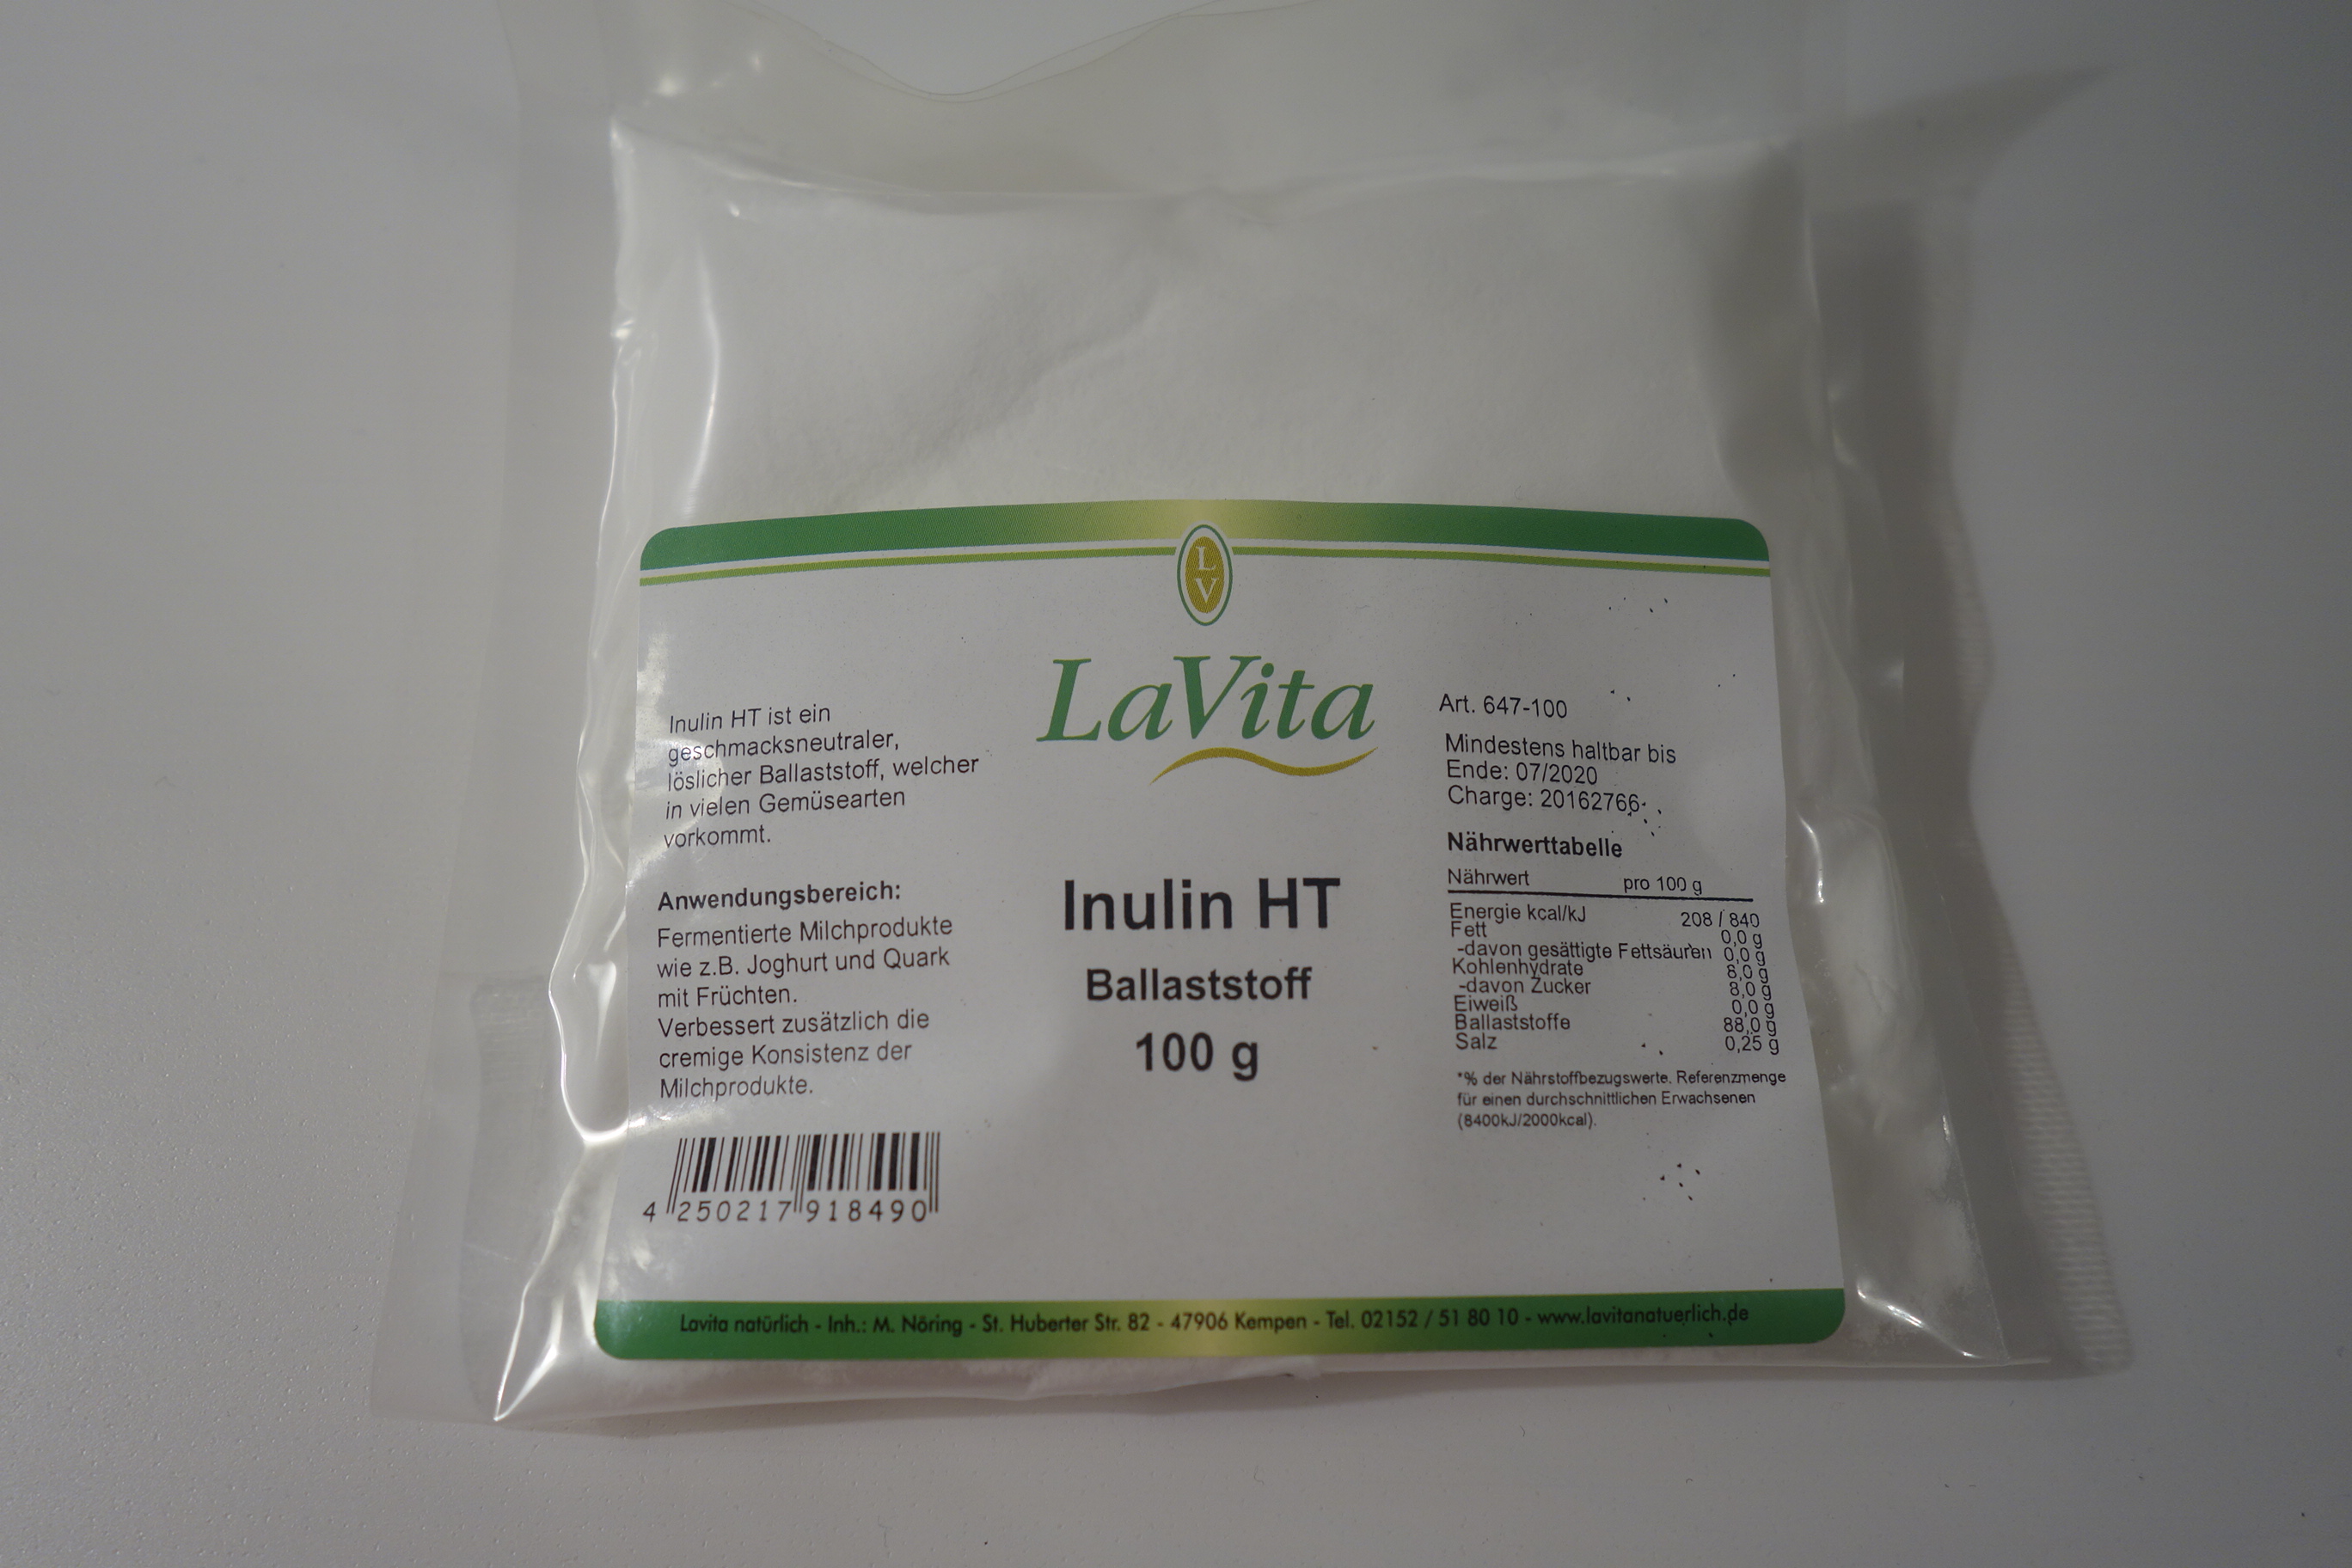 L
V
LaVita
Inulin HT ist ein
geschmacksneutraler,
löslicher Ballaststoff, welcher
in vielen Gemüsearten
vorkommt.
Anwendungsbereich:
Fermentierte Milchprodukte
wie z.B. Joghurt und Quark
mit Früchten.
Verbessert zusätzlich die
cremige Konsistenz der
Milchprodukte.
4 250217 918490
Inulin HT
Ballaststoff
100 g
Art. 647-100
Mindestens haltbar bis
Ende: 07/2020
Charge: 20162766
Nährwerttabelle
Nährwert pro 100 g
Energie kcal/kJ 208 / 840
Fett 0,0 g
-davon gesättigte Fettsäuren 0,0 g
Kohlenhydrate 8,0 g
-davon Zucker 8,0 g
Eiweiß 0,0 g
Ballaststoffe 88,0 g
Salz 0,25 g
*% der Nährstoffbezugswerte. Referenzmenge
für einen durchschnittlichen Erwachsenen
(8400kJ/2000kcal).
Lavita natürlich - Inh.: M. Nöring - St. Huberter Str. 82 - 47906 Kempen - Tel. 02152 / 51 80 10 - www.lavitanatuerlich.de